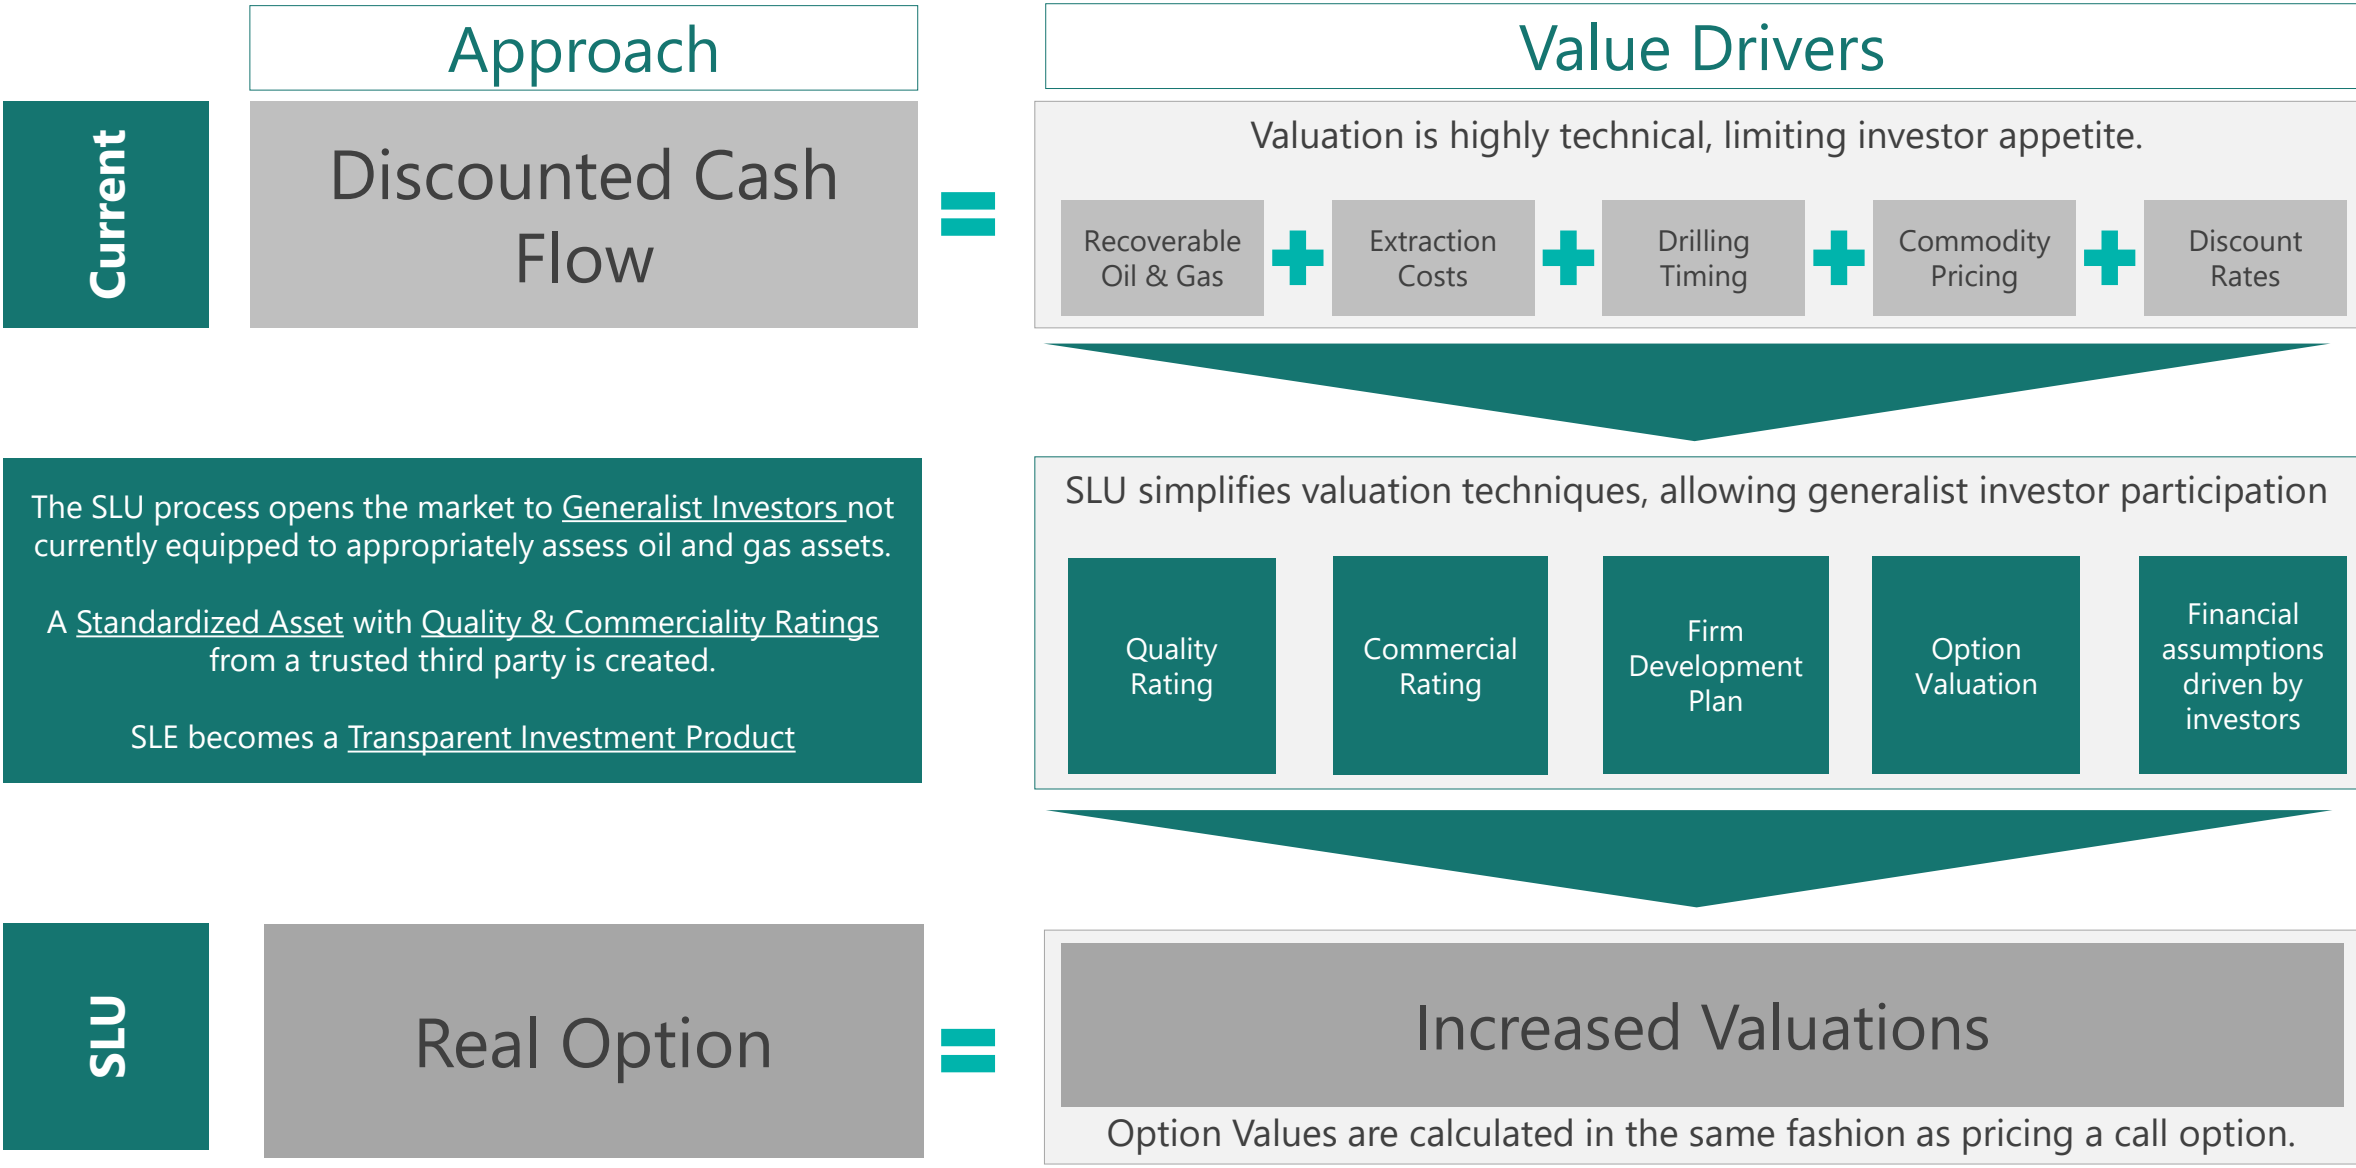 Approach
Value Drivers
Current
Discounted Cash
Flow
Valuation is highly technical, limiting investor appetite.
Recoverable
Oil & Gas
Extraction
Costs
Drilling
Timing
Commodity
Pricing
Discount
Rates
The SLU process opens the market to Generalist Investors not
currently equipped to appropriately assess oil and gas assets.
A Standardized Asset with Quality & Commerciality Ratings
from a trusted third party is created.
SLE becomes a Transparent Investment Product
SLU simplifies valuation techniques, allowing generalist investor participation
Quality
Rating
Commercial
Rating
Firm
Development
Plan
Option
Valuation
Financial
assumptions
driven by
investors
SLU
Real Option
Increased Valuations
Option Values are calculated in the same fashion as pricing a call option.